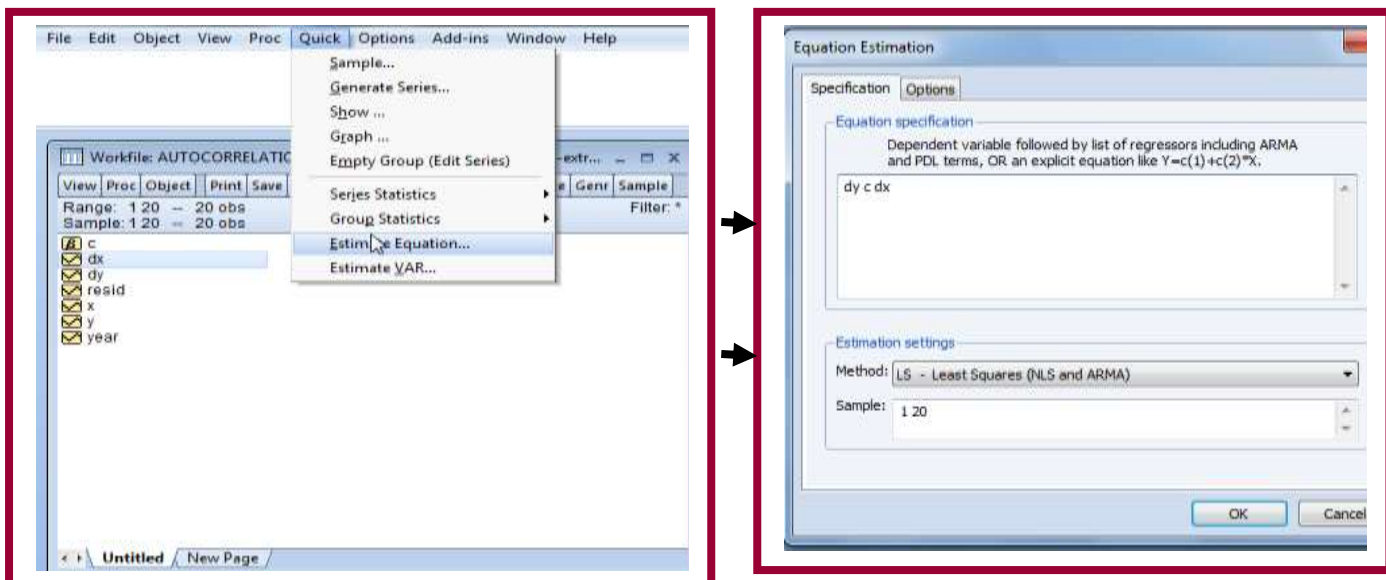 File Edit Object View Proc Quick Options Add-ins Window Help
Sample...
Generate Series...
Show ...
Graph ...
Empty Group (Edit Series)
Series Statistics
Group Statistics
Estimate Equation...
Estimate VAR...
Workfile: AUTOCORRELATIO
-extr...
View Proc Object Print Save
Genr Sample
Range: 1 20 -- 20 obs
Filter: *
Sample: 1 20 -- 20 obs
c
dx
dy
resid
x
y
year
Untitled New Page
Equation Estimation
Specification Options
Equation specification
Dependent variable followed by list of regressors including ARMA
and PDL terms, OR an explicit equation like Y=c(1)+c(2)*X.
dy c dx
Estimation settings
Method: LS - Least Squares (NLS and ARMA)
Sample: 1 20
OK Cancel